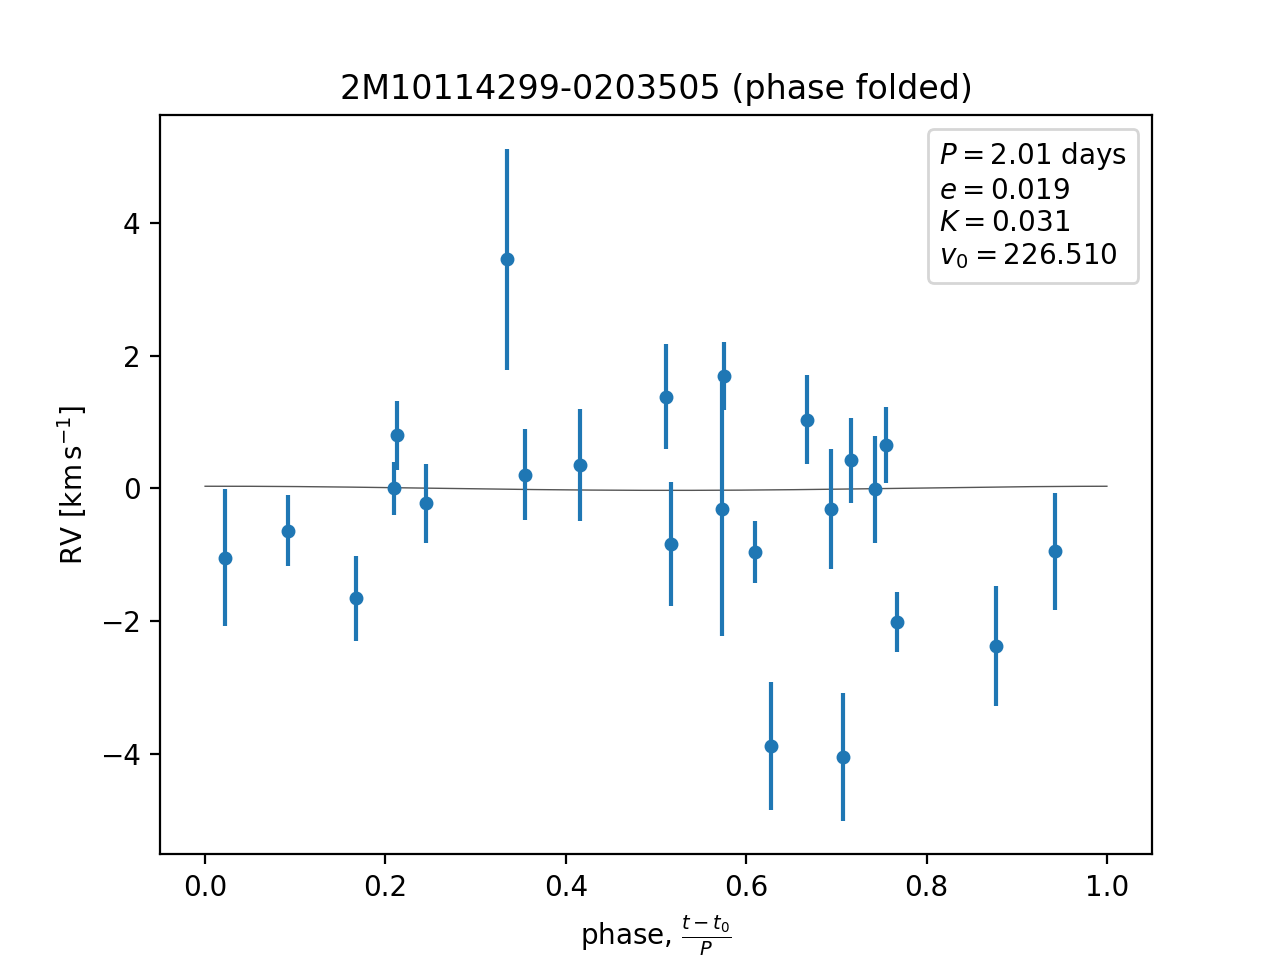 2M10114299-0203505 (phase folded)
P = 2.01 days
e = 0.019
K = 0.031
v₀ = 226.510
4
2
0
−2
−4
RV [km s⁻¹]
0.0 0.2 0.4 0.6 0.8 1.0
phase, (t − t₀)/P